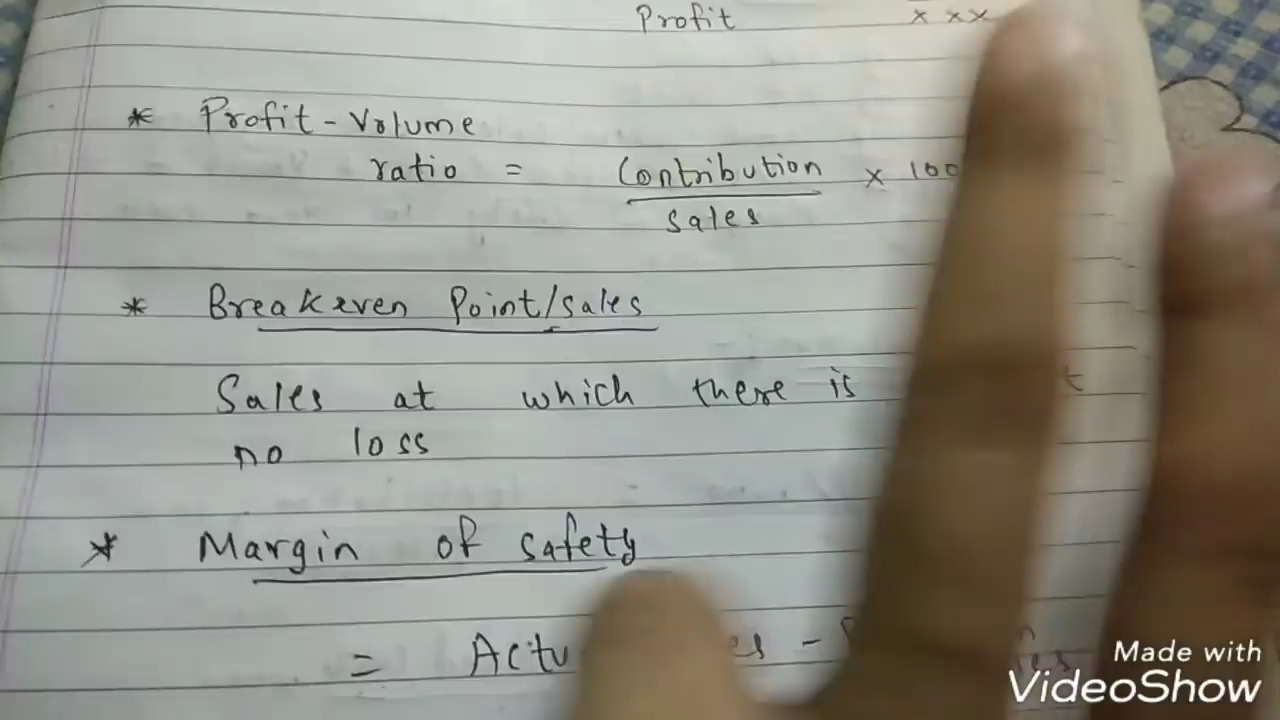 Profit x xx
* Profit-Volume
ratio = Contribution x 100
Sales
* Breakeven Point/sales
Sales at which there is
no loss
* Margin of safety
= -
Made with
VideoShow